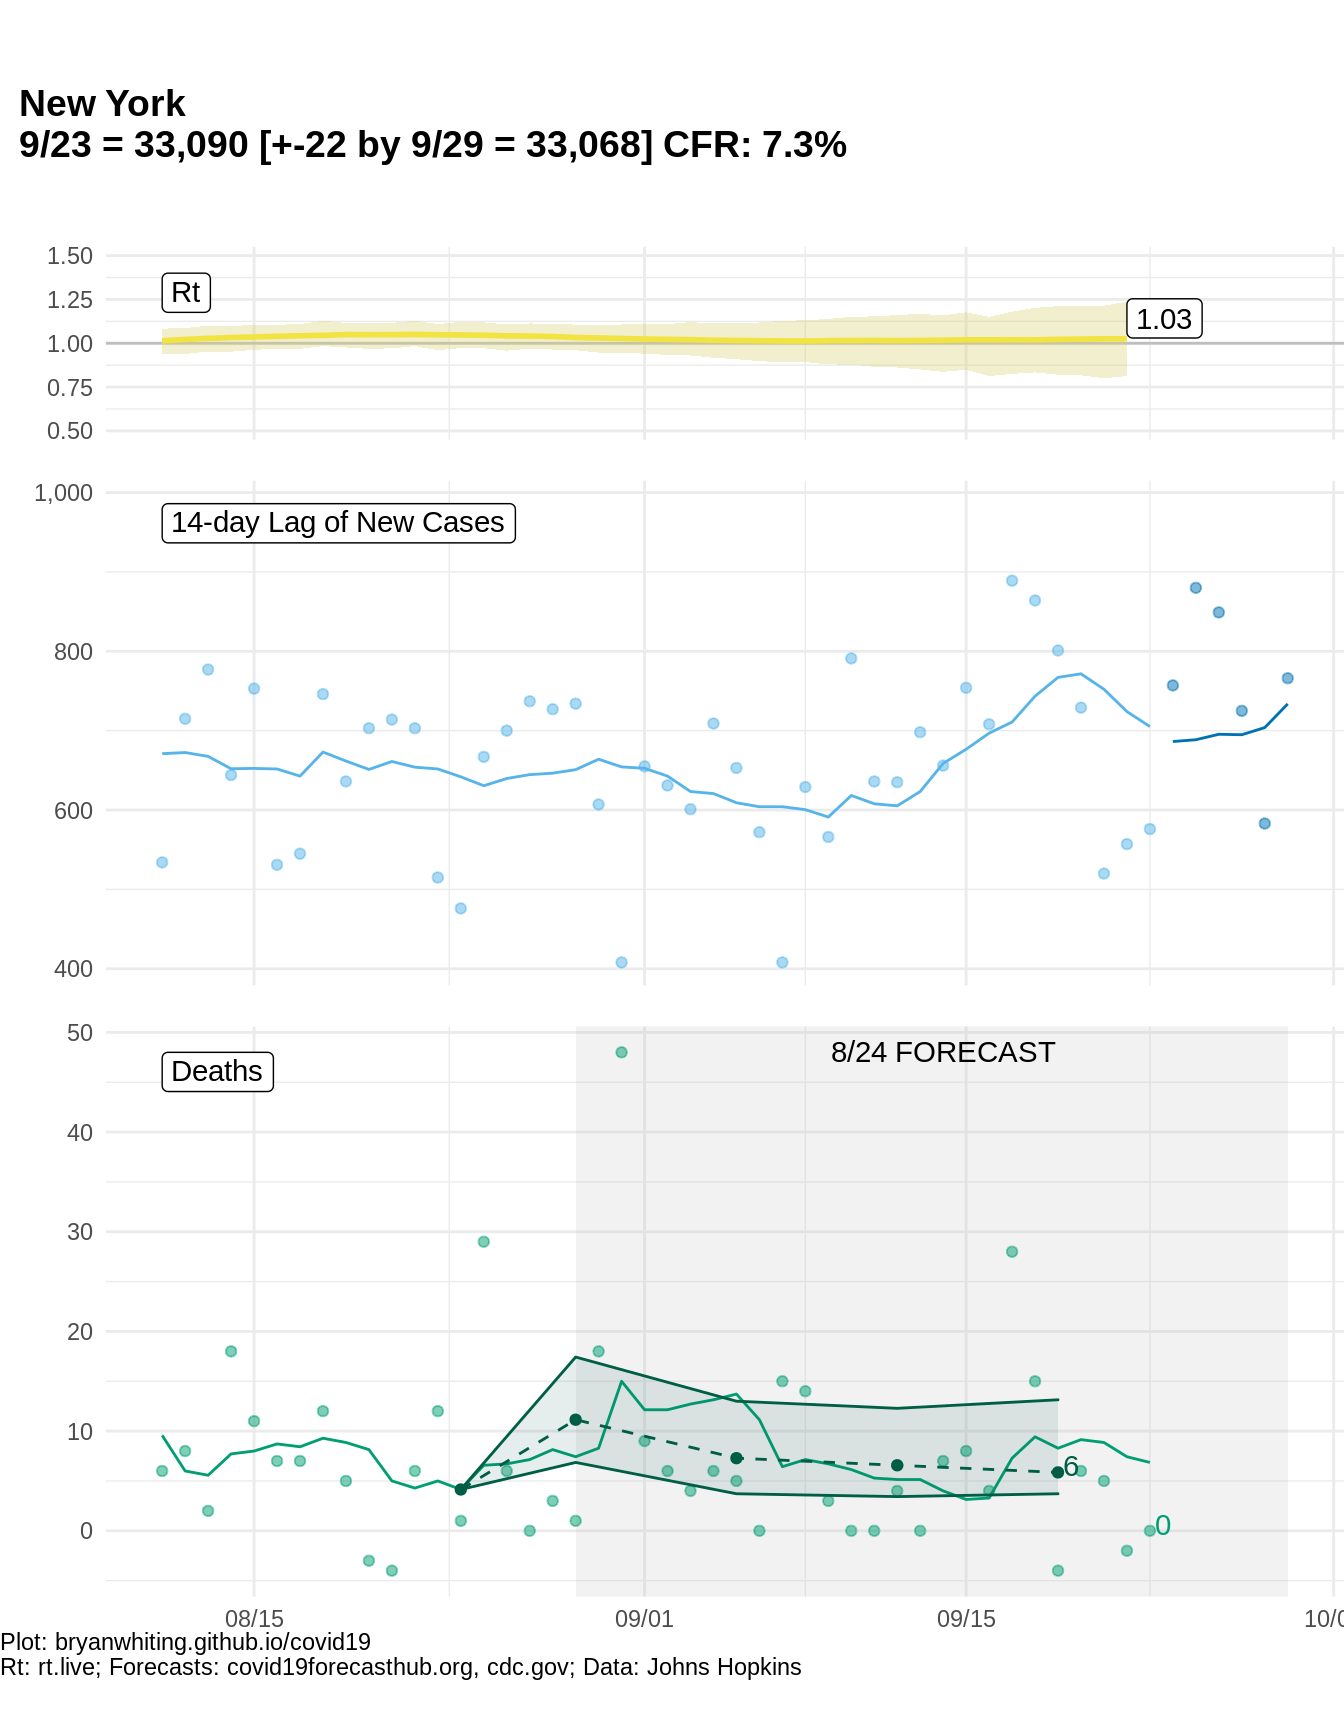 New York
9/23 = 33,090 [+-22 by 9/29 = 33,068] CFR: 7.3%
1.50
1.25
1.00
0.75
0.50
Rt
1.03
1,000
800
600
400
14-day Lag of New Cases
50
40
30
20
10
0
Deaths
8/24 FORECAST
6
0
08/15
09/01
09/15
10/0
Plot: bryanwhiting.github.io/covid19
Rt: rt.live; Forecasts: covid19forecasthub.org, cdc.gov; Data: Johns Hopkins